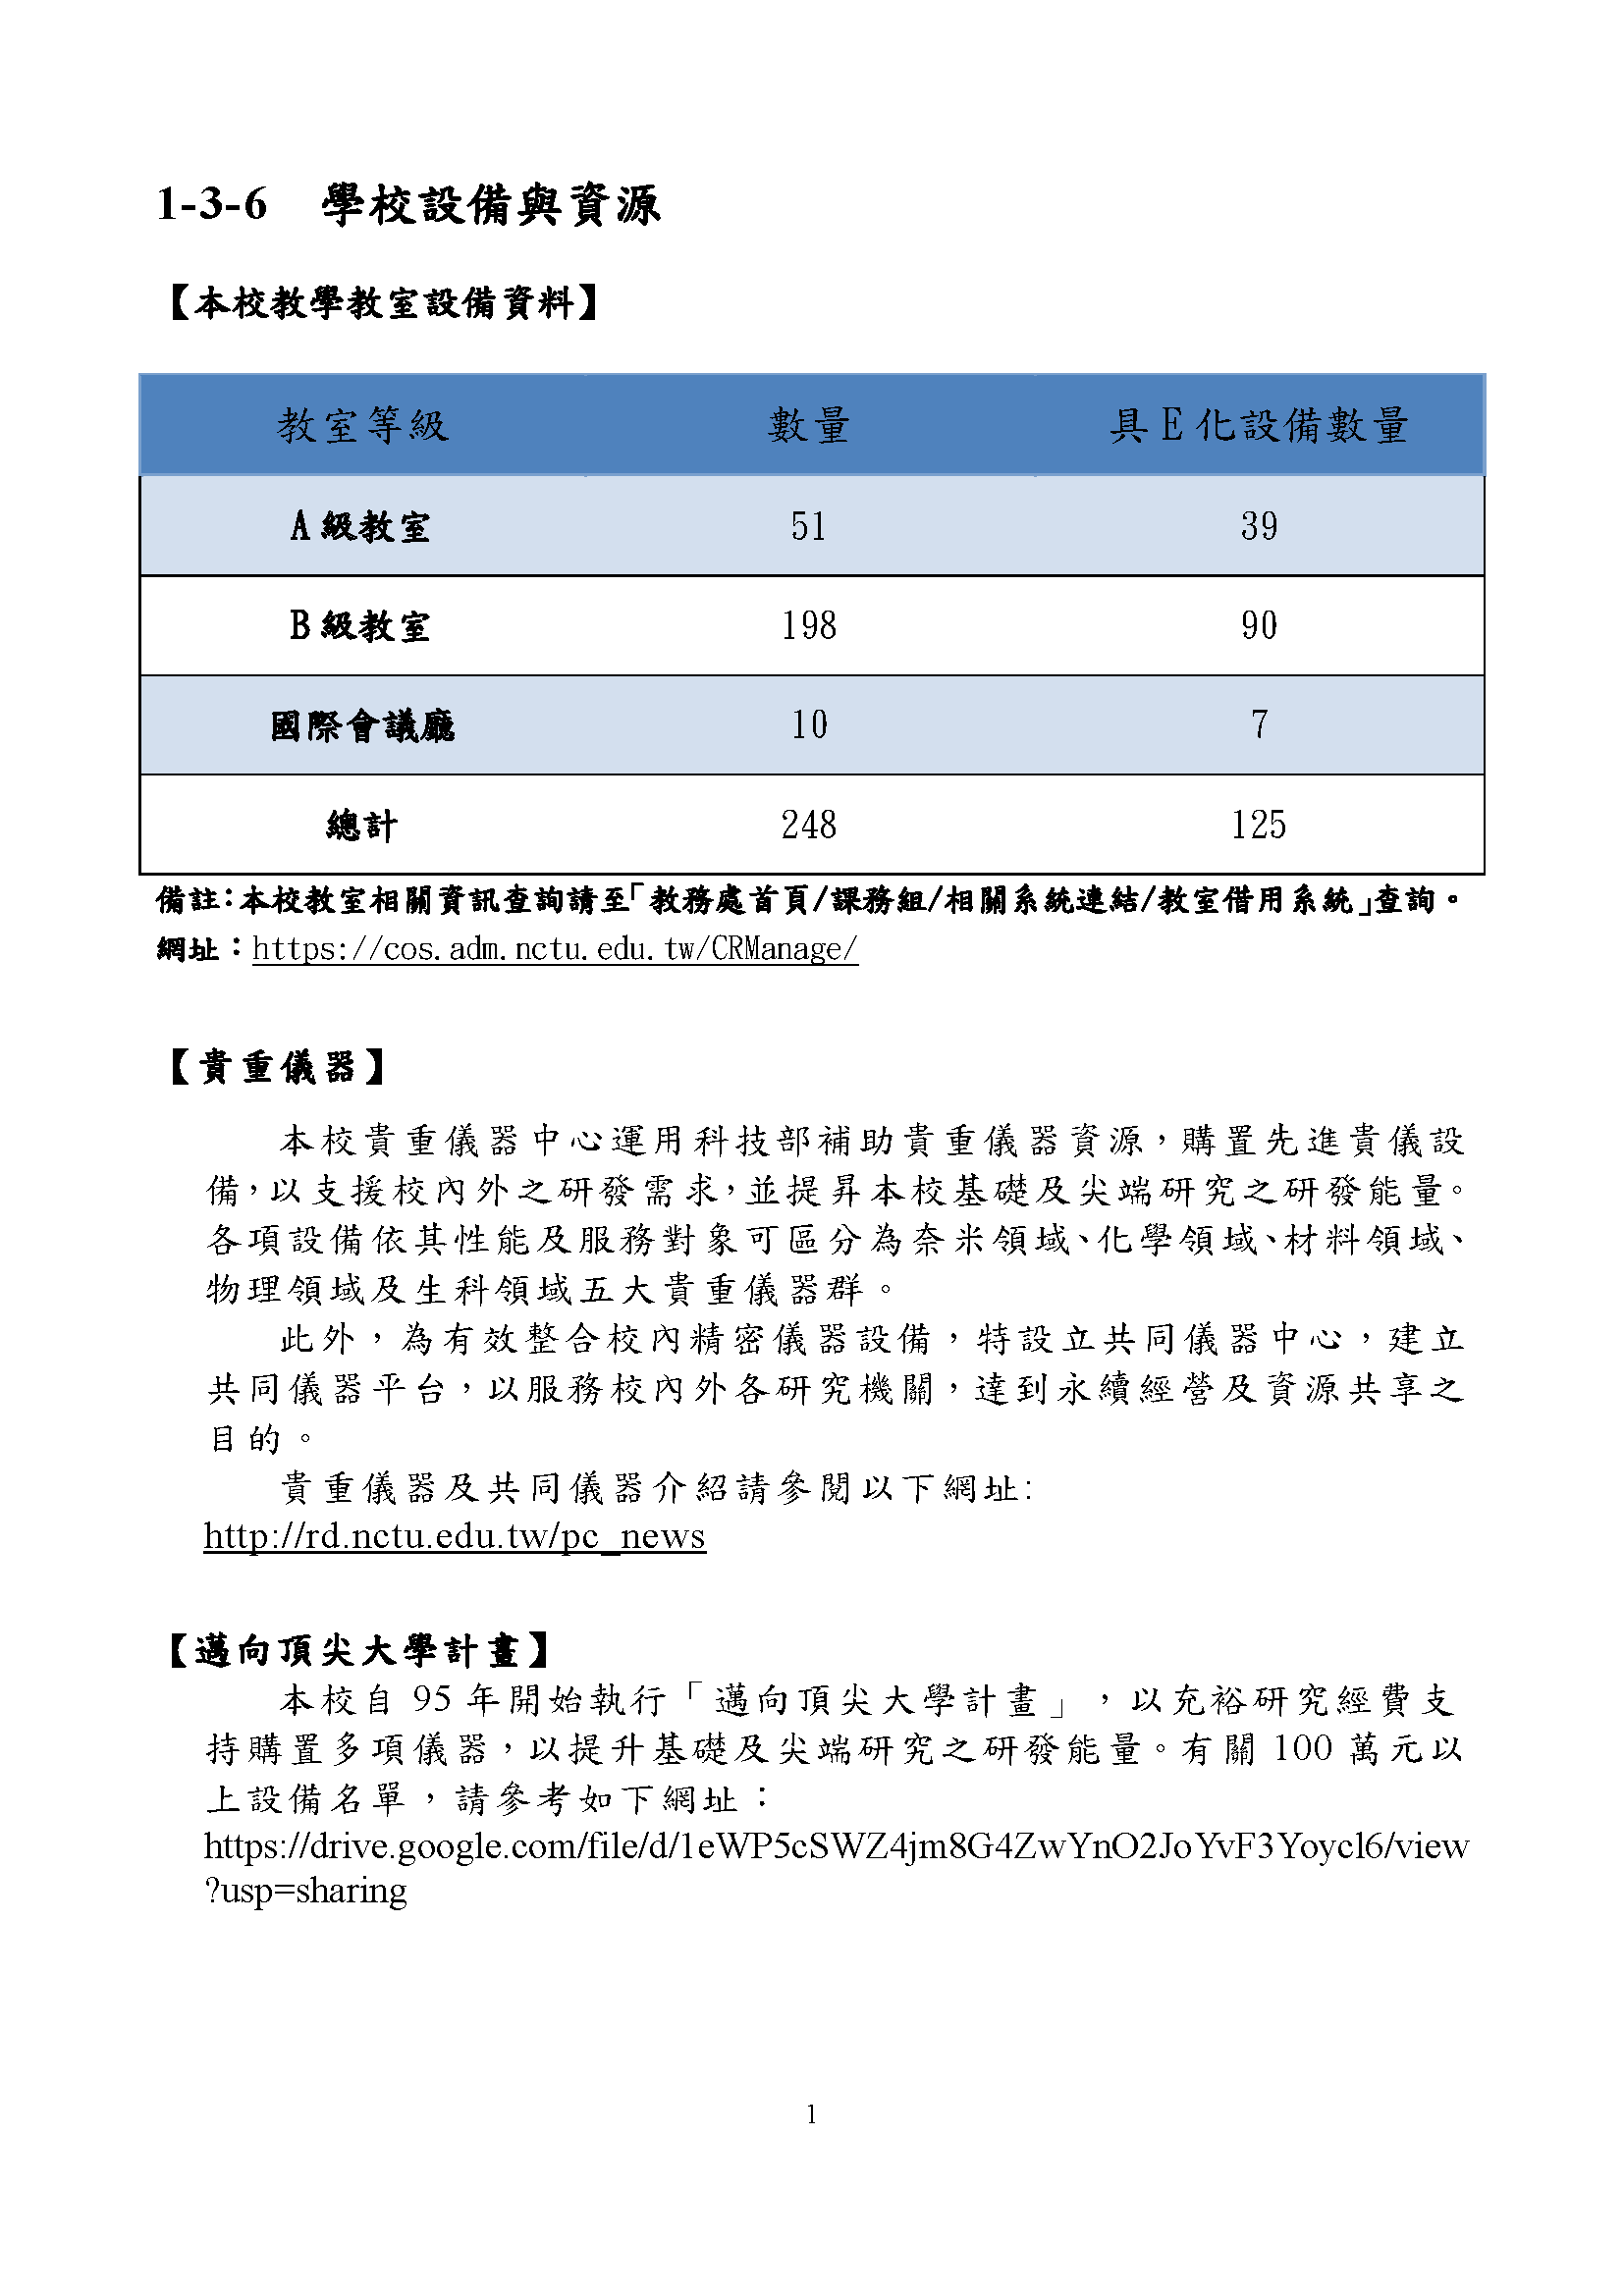 1-3-6 學校設備與資源
【本校教學教室設備資料】
教室等級 數量 具E化設備數量
A級教室 51 39
B級教室 198 90
國際會議廳 10 7
總計 248 125
備註：本校教室相關資訊查詢請至「教務處首頁/課務組/相關系統連結/教室借用系統」查詢。
網址：https://cos.adm.nctu.edu.tw/CRManage/
【貴重儀器】
本校貴重儀器中心運用科技部補助貴重儀器資源，購置先進貴儀設
備，以支援校內外之研發需求，並提昇本校基礎及尖端研究之研發能量。
各項設備依其性能及服務對象可區分為奈米領域、化學領域、材料領域、
物理領域及生科領域五大貴重儀器群。
此外，為有效整合校內精密儀器設備，特設立共同儀器中心，建立
共同儀器平台，以服務校內外各研究機關，達到永續經營及資源共享之
目的。
貴重儀器及共同儀器介紹請參閱以下網址:
http://rd.nctu.edu.tw/pc_news
【邁向頂尖大學計畫】
本校自 95 年開始執行「邁向頂尖大學計畫」，以充裕研究經費支
持購置多項儀器，以提升基礎及尖端研究之研發能量。有關 100 萬元以
上設備名單，請參考如下網址：
https://drive.google.com/file/d/1eWP5cSWZ4jm8G4ZwYnO2JoYvF3Yoycl6/view
?usp=sharing
1